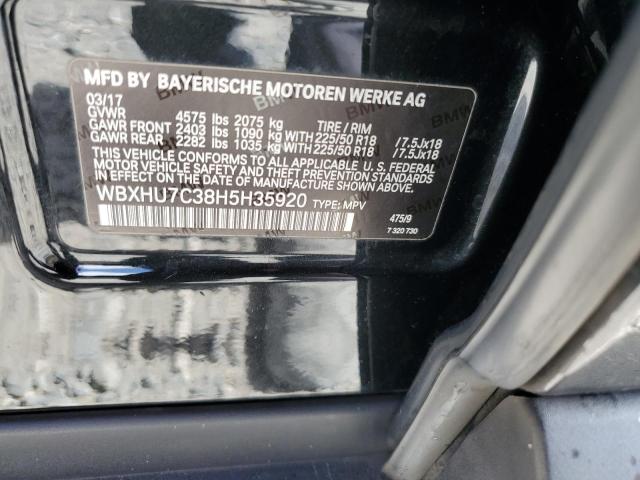 MFD BY BAYERISCHE MOTOREN WERKE AG
03/17
GVWR 4575 lbs 2075 kg TIRE / RIM
GAWR FRONT 2403 lbs 1090 kg WITH 225/50 R18 / 7.5Jx18
GAWR REAR 2282 lbs 1035 kg WITH 225/50 R18 / 7.5Jx18
THIS VEHICLE CONFORMS TO ALL APPLICABLE U.S. FEDERAL
MOTOR VEHICLE SAFETY, BUMPER, AND THEFT PREVENTION STANDARDS
IN EFFECT ON THE DATE OF MANUFACTURE SHOWN ABOVE.
WBXHU7C38H5H35920 TYPE: MPV
475/9
7 320 730